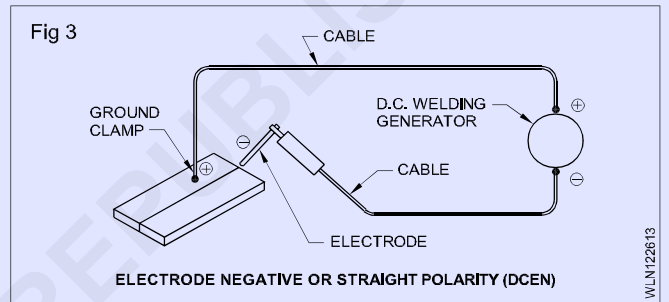 Fig 3
CABLE
GROUND
CLAMP
D.C. WELDING
GENERATOR
⊕
⊖
⊕
⊖
CABLE
ELECTRODE
ELECTRODE NEGATIVE OR STRAIGHT POLARITY (DCEN)
WLN122613